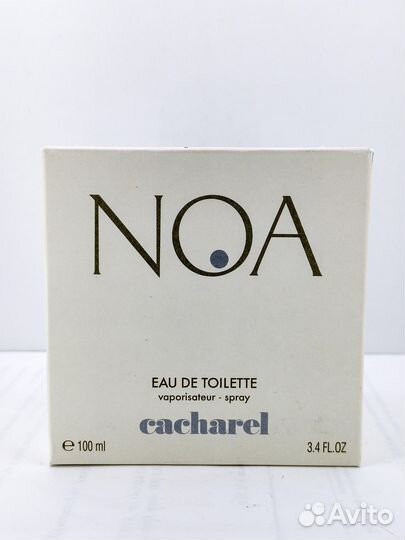 NOA
EAU DE TOILETTE
vaporisateur - spray
cacharel
℮ 100 ml 3.4 FL.OZ
Avito